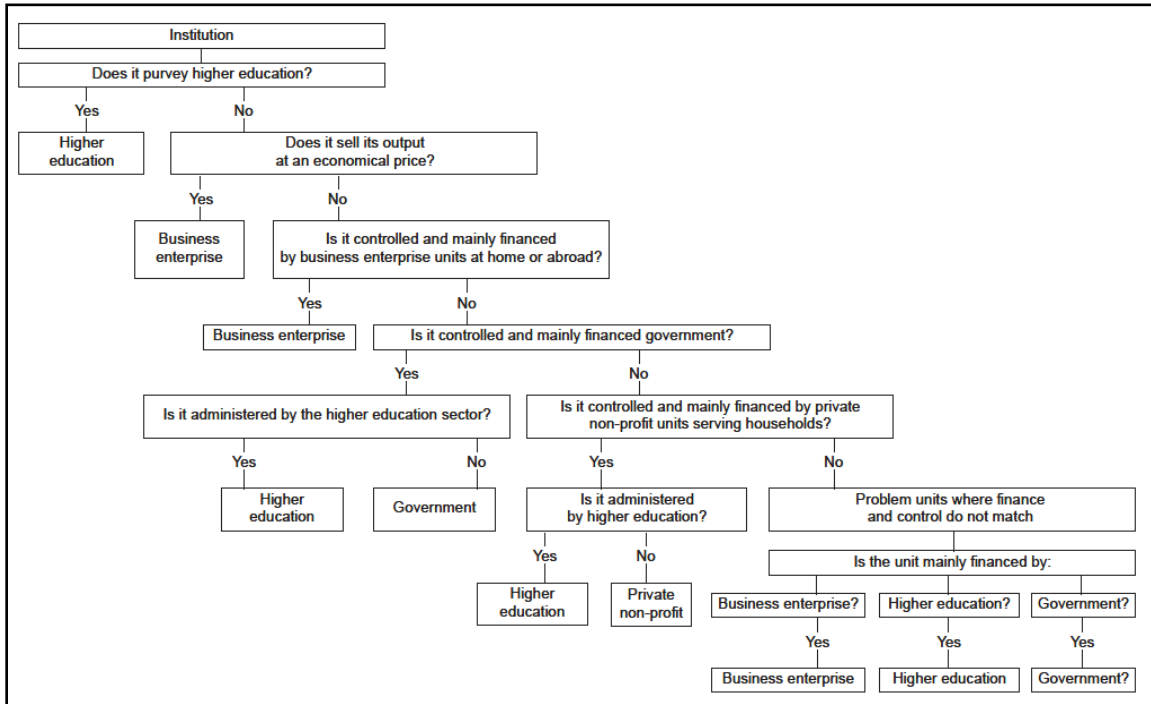 Institution
Does it purvey higher education?
Yes
No
Higher
education
Does it sell its output
at an economical price?
Yes
No
Business
enterprise
Is it controlled and mainly financed
by business enterprise units at home or abroad?
Yes
No
Business enterprise
Is it controlled and mainly financed government?
Yes
No
Is it administered by the higher education sector?
Is it controlled and mainly financed by private
non-profit units serving households?
Yes
No
Yes
No
Higher
education
Government
Is it administered
by higher education?
Problem units where finance
and control do not match
Yes
No
Is the unit mainly financed by:
Higher
education
Private
non-profit
Business enterprise?
Higher education?
Government?
Yes
Yes
Yes
Business enterprise
Higher education
Government?